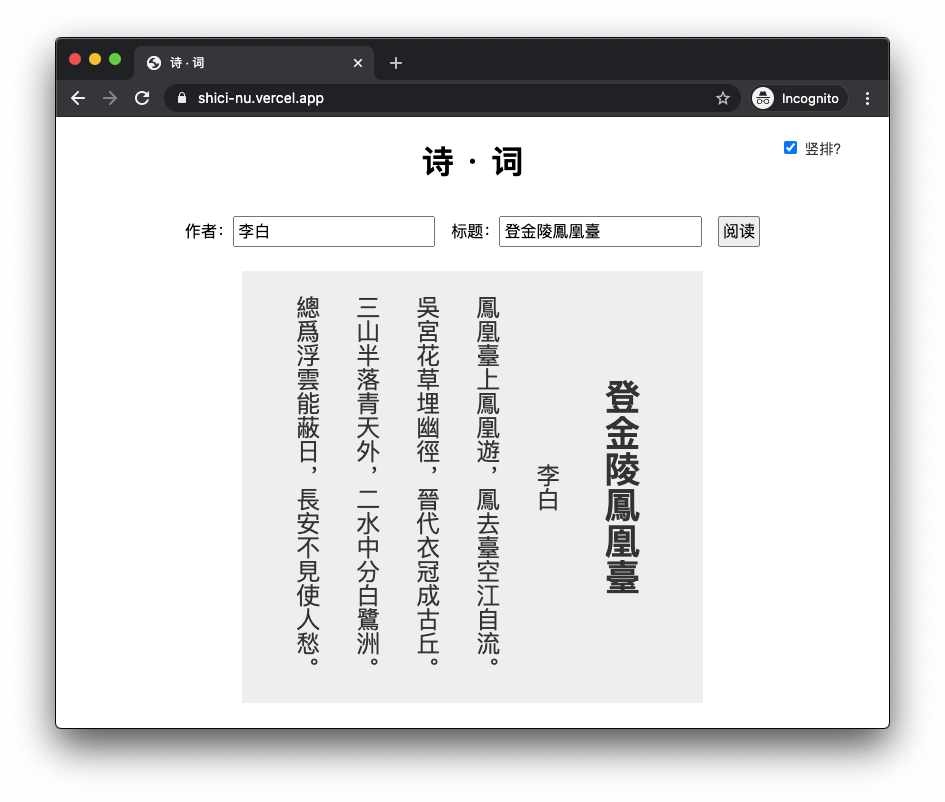 诗 · 词
shici-nu.vercel.app
Incognito
诗 · 词
竖排?
作者：
李白
标题：
登金陵鳳凰臺
阅读
登金陵鳳凰臺
李白
鳳凰臺上鳳凰遊，鳳去臺空江自流。
吳宮花草埋幽徑，晉代衣冠成古丘。
三山半落青天外，二水中分白鷺洲。
總爲浮雲能蔽日，長安不見使人愁。